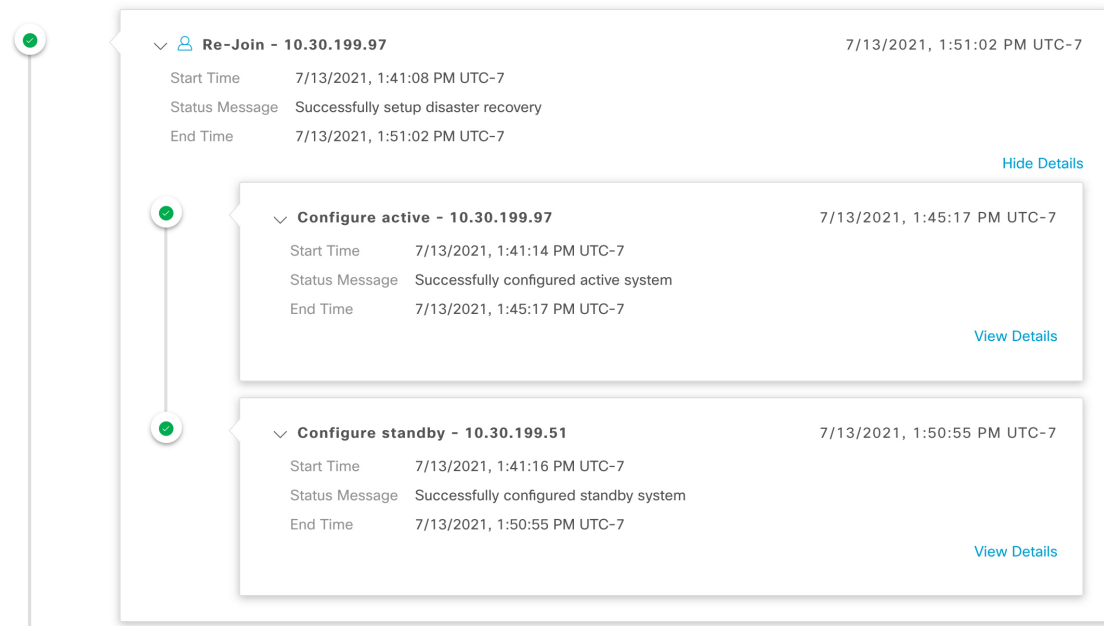 Re-Join - 10.30.199.97 7/13/2021, 1:51:02 PM UTC-7
Start Time 7/13/2021, 1:41:08 PM UTC-7
Status Message Successfully setup disaster recovery
End Time 7/13/2021, 1:51:02 PM UTC-7
Hide Details
Configure active - 10.30.199.97 7/13/2021, 1:45:17 PM UTC-7
Start Time 7/13/2021, 1:41:14 PM UTC-7
Status Message Successfully configured active system
End Time 7/13/2021, 1:45:17 PM UTC-7
View Details
Configure standby - 10.30.199.51 7/13/2021, 1:50:55 PM UTC-7
Start Time 7/13/2021, 1:41:16 PM UTC-7
Status Message Successfully configured standby system
End Time 7/13/2021, 1:50:55 PM UTC-7
View Details